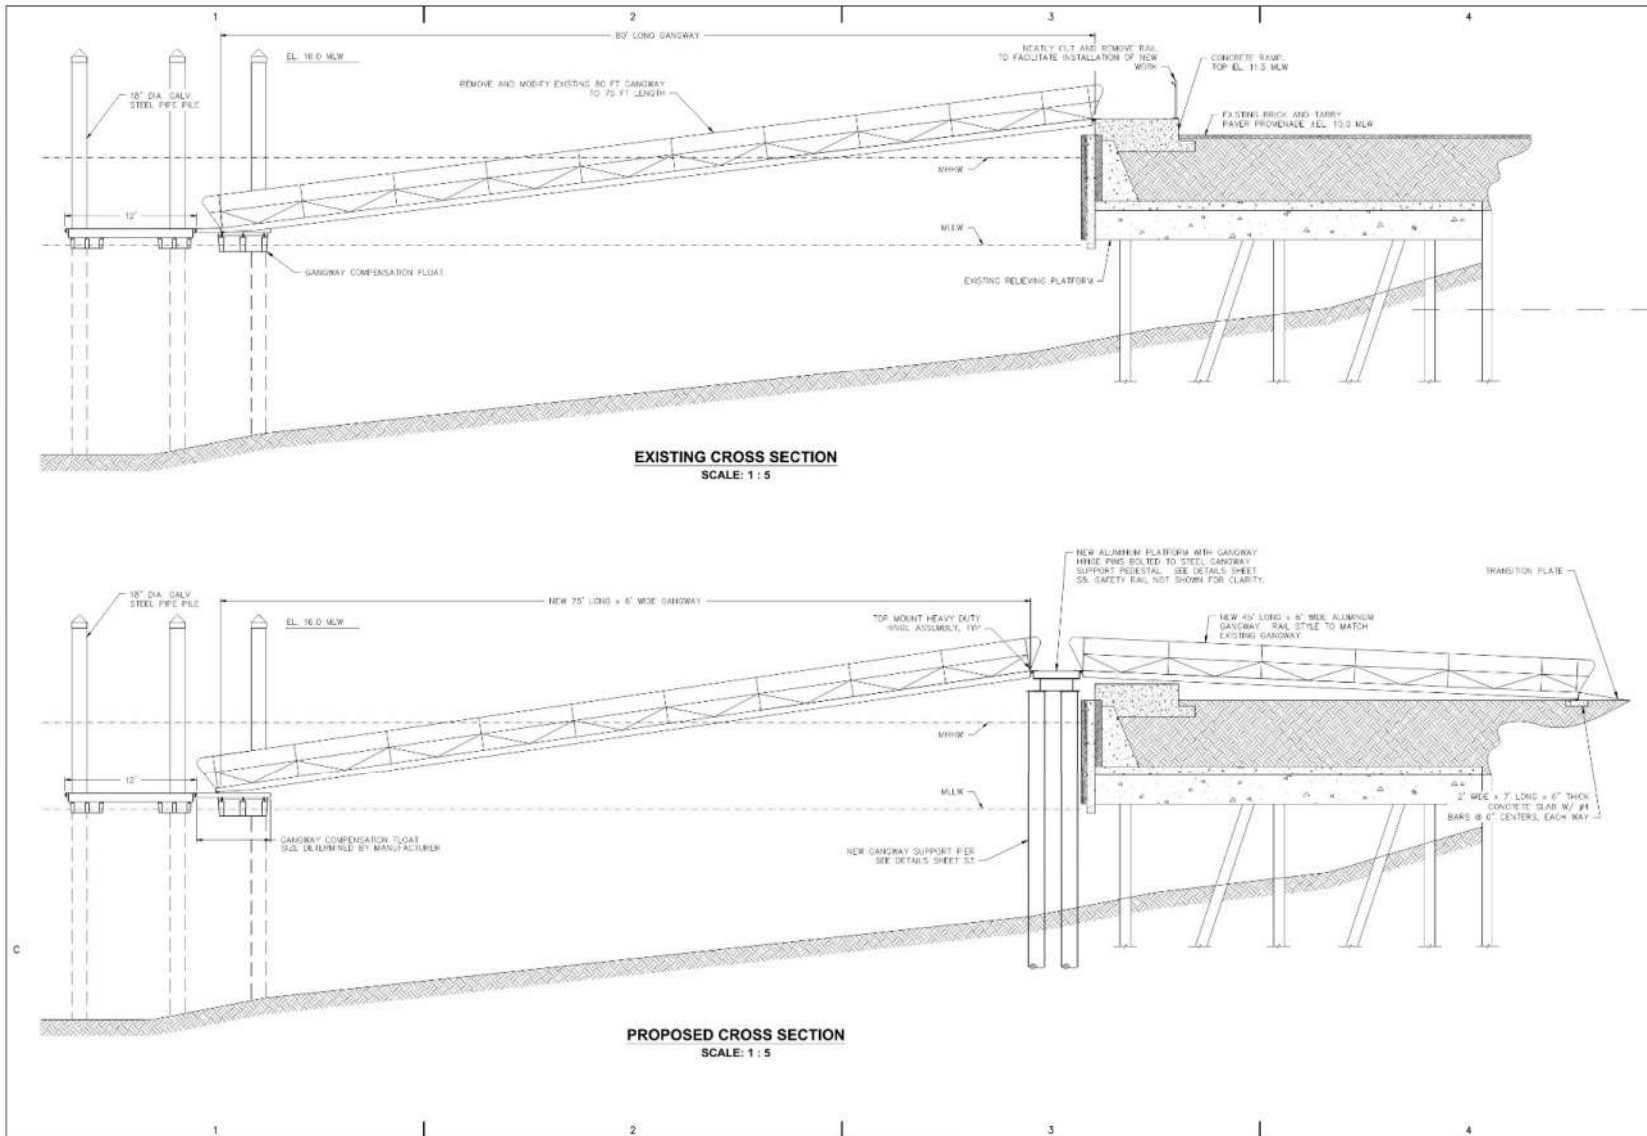 1 2 3 4
80' LONG GANGWAY
EL. 16.0 MLW
NEATLY CUT AND REMOVE RAIL
TO FACILITATE INSTALLATION OF NEW
WORK
CONCRETE RAMP.
TOP EL. 11.5 MLW
REMOVE AND MODIFY EXISTING 80 FT GANGWAY
TO 75 FT LENGTH
18" DIA. GALV.
STEEL PIPE PILE
EXISTING BRICK AND TARRY
PAVER PROMENADE ±EL. 10.0 MLW
MHHW
12'
MLLW
GANGWAY COMPENSATION FLOAT
EXISTING RELIEVING PLATFORM
EXISTING CROSS SECTION
SCALE: 1 : 5
NEW ALUMINUM PLATFORM WITH GANGWAY
HINGE PINS BOLTED TO STEEL GANGWAY
SUPPORT PEDESTAL. SEE DETAILS SHEET
S5. SAFETY RAIL NOT SHOWN FOR CLARITY.
TRANSITION PLATE
18" DIA. GALV.
STEEL PIPE PILE
NEW 75' LONG x 6' WIDE GANGWAY
EL. 16.0 MLW
TOP MOUNT HEAVY DUTY
HINGE ASSEMBLY, TYP
NEW 45' LONG x 6' WIDE ALUMINUM
GANGWAY. RAIL STYLE TO MATCH
EXISTING GANGWAY.
MHHW
12'
MLLW
2' WIDE x 7' LONG x 6" THICK
CONCRETE SLAB W/ #4
BARS @ 6" CENTERS, EACH WAY
GANGWAY COMPENSATION FLOAT
SIZE DETERMINED BY MANUFACTURER
NEW GANGWAY SUPPORT PIER
SEE DETAILS SHEET
C
PROPOSED CROSS SECTION
SCALE: 1 : 5
1 2 3 4